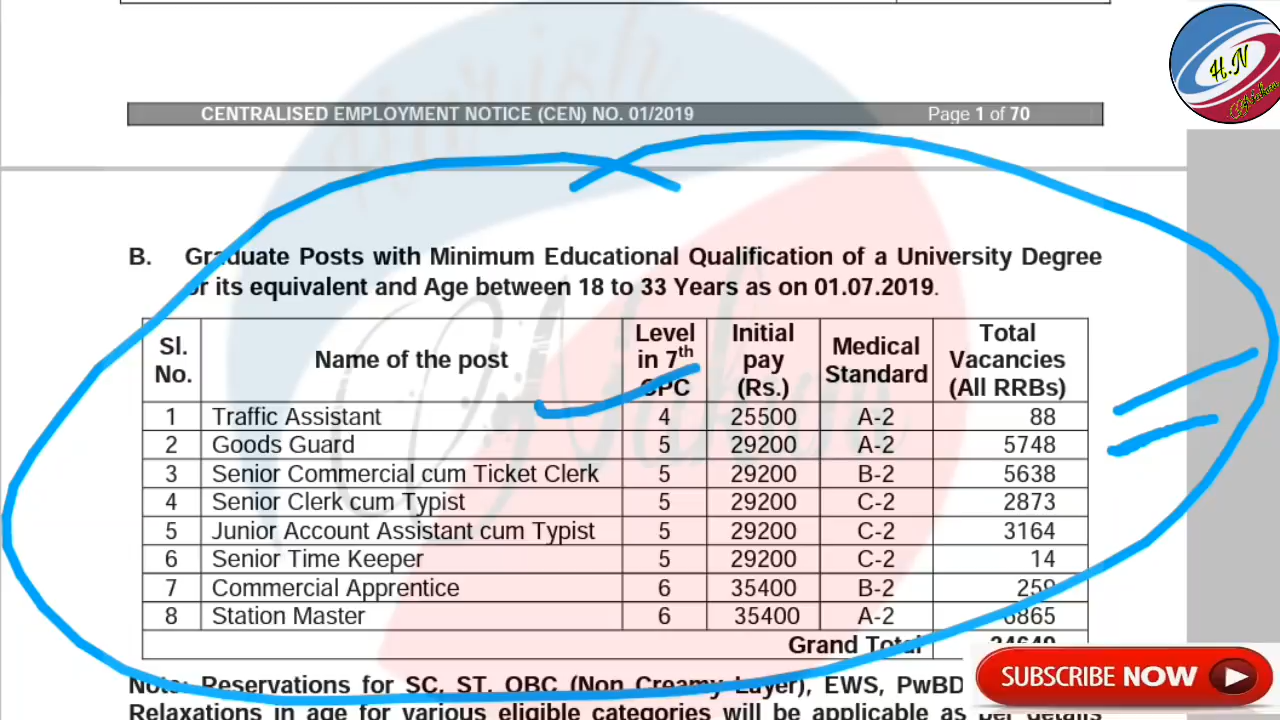 H.N
CENTRALISED EMPLOYMENT NOTICE (CEN) NO. 01/2019 Page 1 of 70
B. Graduate Posts with Minimum Educational Qualification of a University Degree
or its equivalent and Age between 18 to 33 Years as on 01.07.2019.
Sl. No. Name of the post Level in 7th CPC Initial pay (Rs.) Medical Standard Total Vacancies (All RRBs)
1 Traffic Assistant 4 25500 A-2 88
2 Goods Guard 5 29200 A-2 5748
3 Senior Commercial cum Ticket Clerk 5 29200 B-2 5638
4 Senior Clerk cum Typist 5 29200 C-2 2873
5 Junior Account Assistant cum Typist 5 29200 C-2 3164
6 Senior Time Keeper 5 29200 C-2 14
7 Commercial Apprentice 6 35400 B-2 259
8 Station Master 6 35400 A-2 6865
Grand Total 24649
Note: Reservations for SC, ST, OBC (Non Creamy Layer), EWS, PwBD
Relaxations in age for various eligible categories will be applicable as per details
SUBSCRIBE NOW